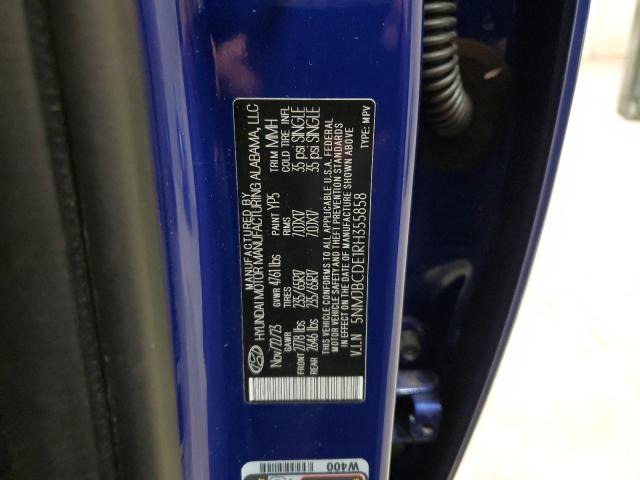 MANUFACTURED BY
HYUNDAI MOTOR MANUFACTURING ALABAMA, LLC
Nov/20/23 GVWR 4761 lbs PAINT YP5 TRIM MMH
GAWR TIRES RIMS COLD TIRE INFL
FRONT 2778 lbs 235/65R17 7.0JX17 35 psi SINGLE
REAR 2646 lbs 235/65R17 7.0JX17 35 psi SINGLE
THIS VEHICLE CONFORMS TO ALL APPLICABLE U.S.A. FEDERAL
MOTOR VEHICLE SAFETY AND THEFT PREVENTION STANDARDS
IN EFFECT ON THE DATE OF MANUFACTURE SHOWN ABOVE
V.I.N 5NMJBCDE1RH355858 TYPE: MPV
W400